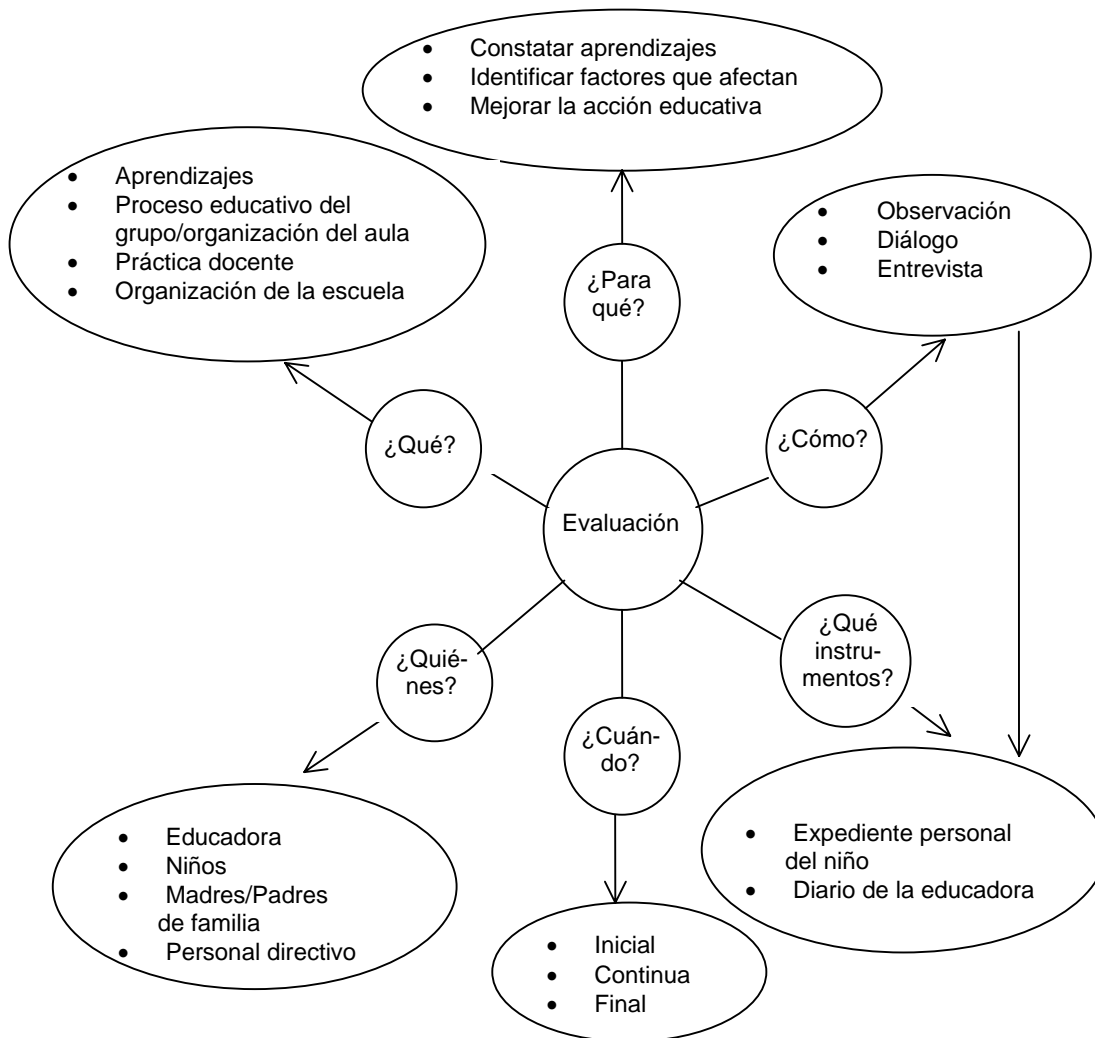 • Constatar aprendizajes
• Identificar factores que afectan
• Mejorar la acción educativa
• Aprendizajes
• Proceso educativo del
grupo/organización del aula
• Práctica docente
• Organización de la escuela
• Observación
• Diálogo
• Entrevista
¿Para
qué?
¿Qué?
¿Cómo?
Evaluación
¿Quié-
nes?
¿Cuán-
do?
¿Qué
instru-
mentos?
• Educadora
• Niños
• Madres/Padres
de familia
• Personal directivo
• Inicial
• Continua
• Final
• Expediente personal
del niño
• Diario de la educadora